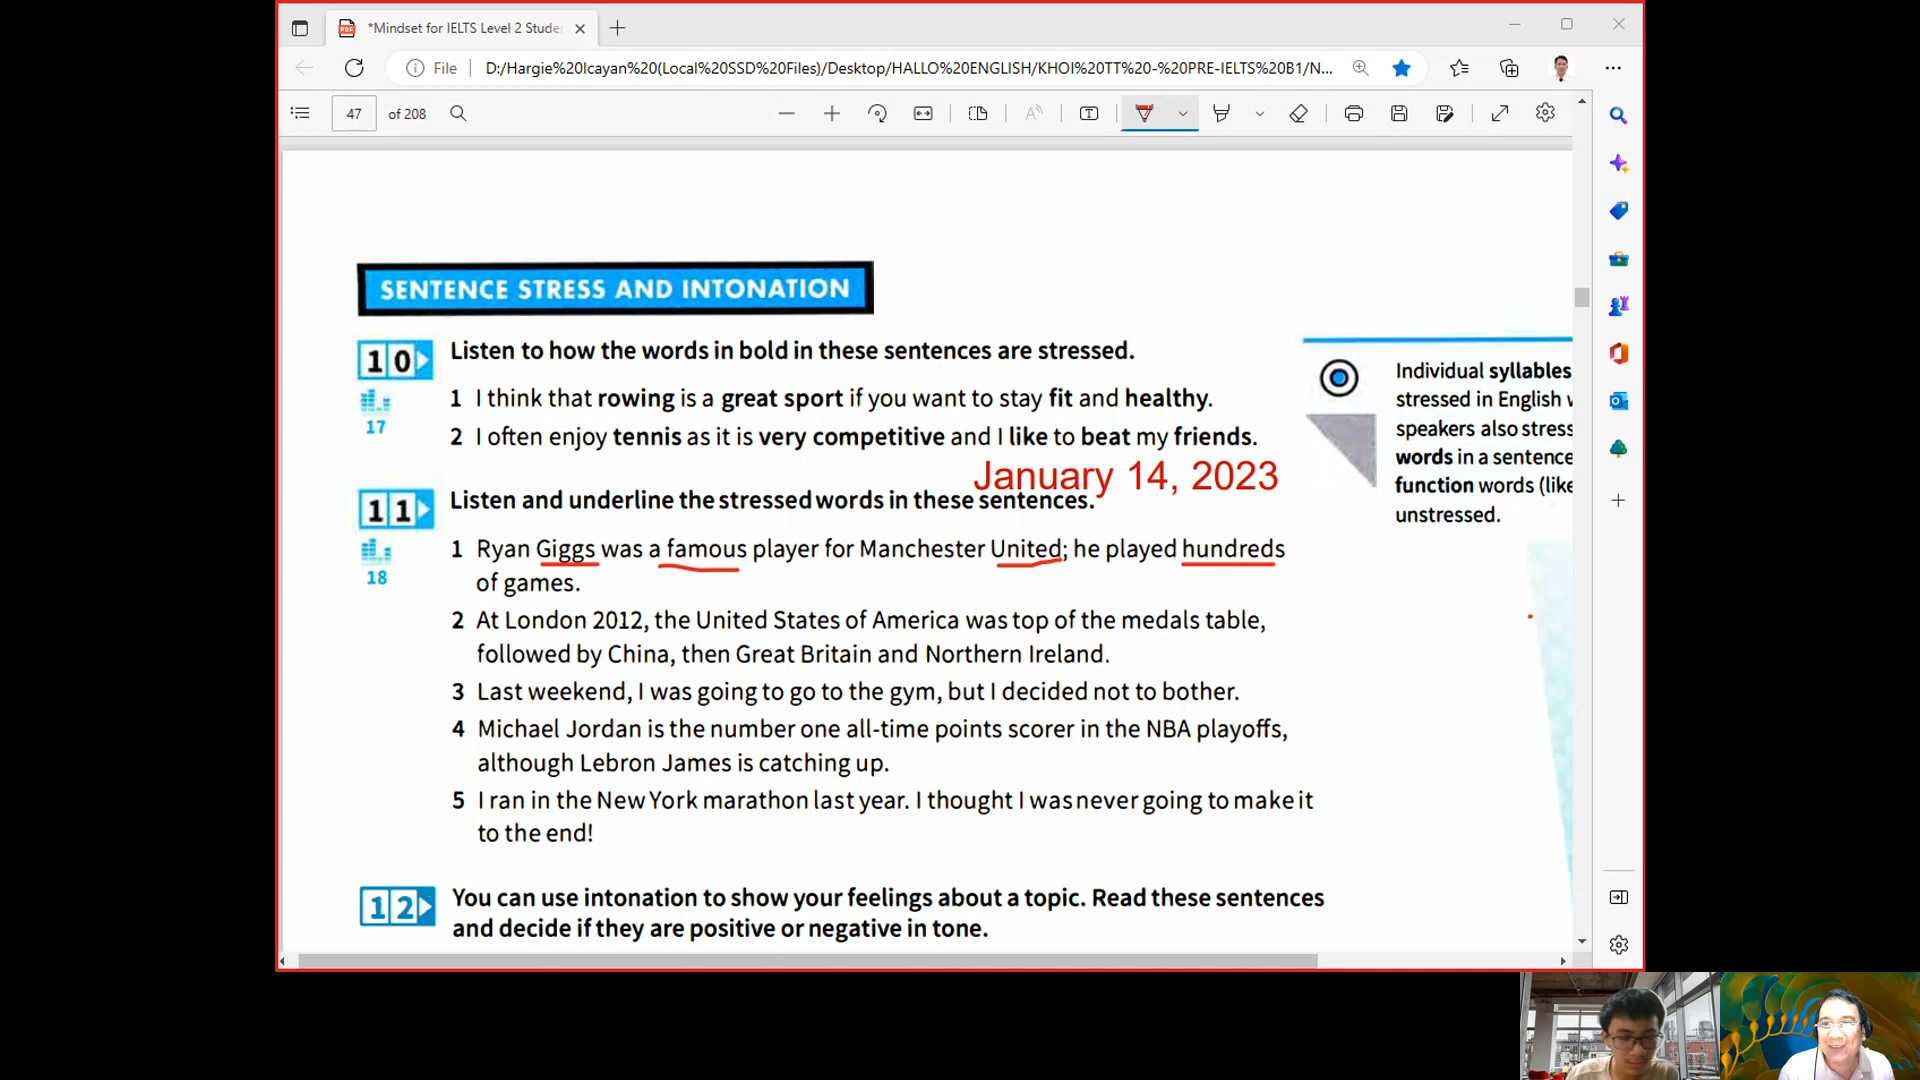 *Mindset for IELTS Level 2 Studer
File
D:/Hargie%20Icayan%20(Local%20SSD%20Files)/Desktop/HALLO%20ENGLISH/KHOI%20TT%20-%20PRE-IELTS%20B1/N...
47 of 208
SENTENCE STRESS AND INTONATION
10 Listen to how the words in bold in these sentences are stressed.
17
1 I think that rowing is a great sport if you want to stay fit and healthy.
2 I often enjoy tennis as it is very competitive and I like to beat my friends.
January 14, 2023
11 Listen and underline the stressed words in these sentences.
18
1 Ryan Giggs was a famous player for Manchester United; he played hundreds
of games.
2 At London 2012, the United States of America was top of the medals table,
followed by China, then Great Britain and Northern Ireland.
3 Last weekend, I was going to go to the gym, but I decided not to bother.
4 Michael Jordan is the number one all-time points scorer in the NBA playoffs,
although Lebron James is catching up.
5 I ran in the New York marathon last year. I thought I was never going to make it
to the end!
12 You can use intonation to show your feelings about a topic. Read these sentences
and decide if they are positive or negative in tone.
Individual syllables
stressed in English
speakers also stress
words in a sentence
function words (like
unstressed.